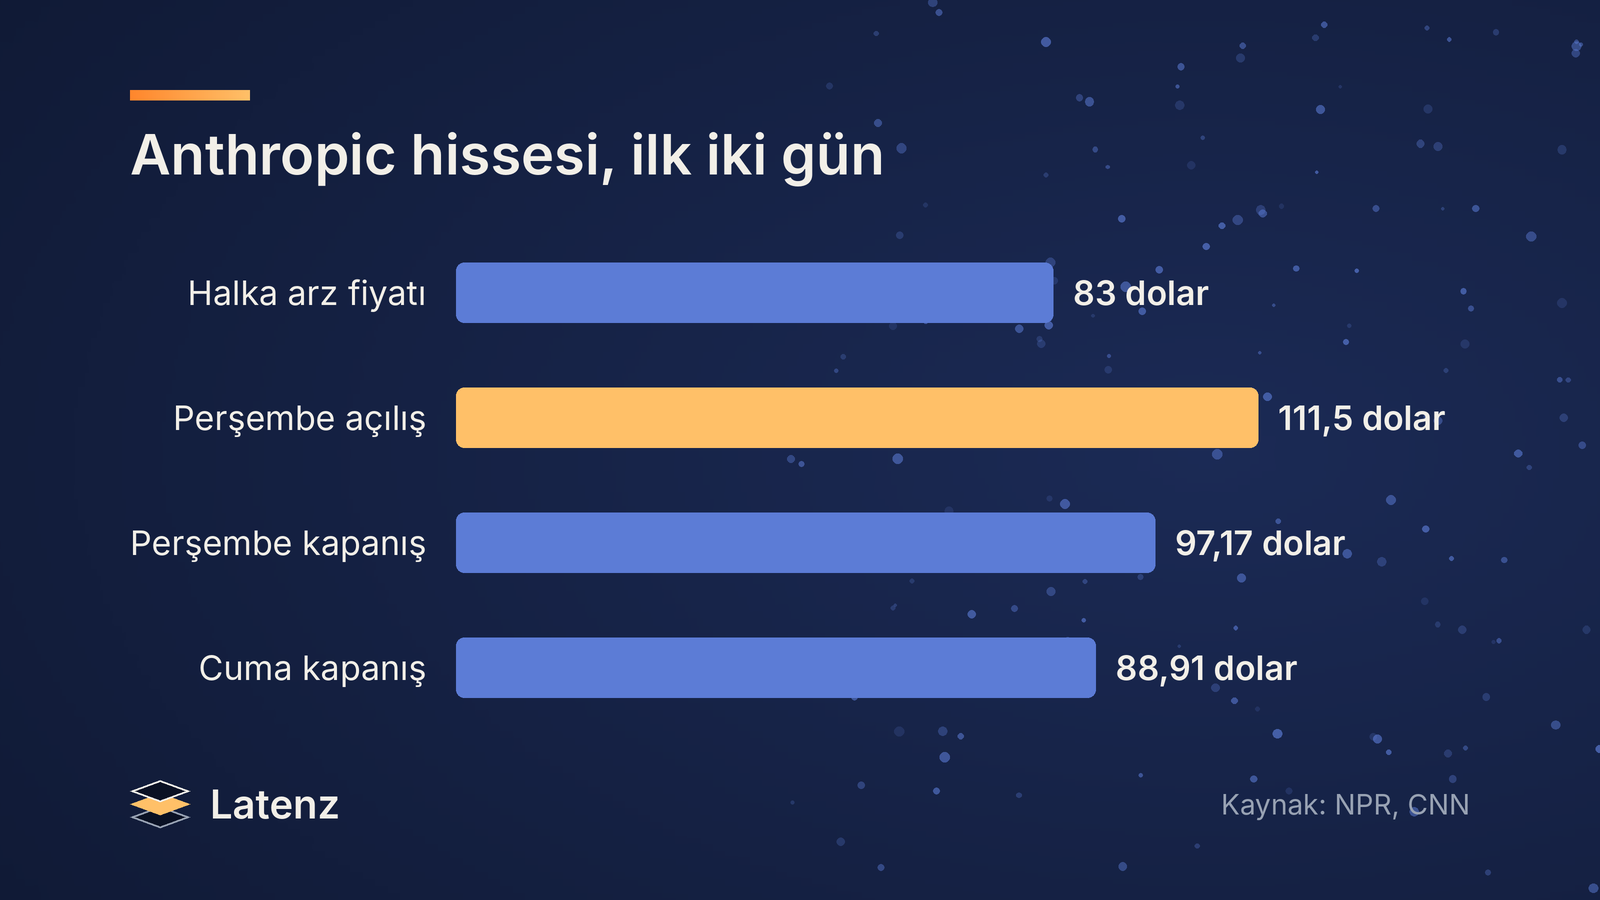 Anthropic hissesi, ilk iki gün
Halka arz fiyatı 83 dolar
Perşembe açılış 111,5 dolar
Perşembe kapanış 97,17 dolar
Cuma kapanış 88,91 dolar
Latenz Kaynak: NPR, CNN